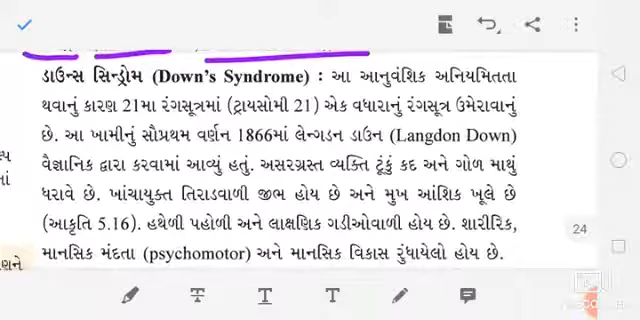 ડાઉન્સ સિન્ડ્રોમ (Down's Syndrome) : આ આનુવંશિક અનિયમિતતા
થવાનું કારણ 21મા રંગસૂત્રમાં (ટ્રાયસોમી 21) એક વધારાનું રંગસૂત્ર ઉમેરાવાનું
છે. આ ખામીનું સૌપ્રથમ વર્ણન 1866માં લેન્ગડન ડાઉન (Langdon Down)
વૈજ્ઞાનિક દ્વારા કરવામાં આવ્યું હતું. અસરગ્રસ્ત વ્યક્તિ ટૂંકું કદ અને ગોળ માથું
ધરાવે છે. ખાંચાયુક્ત તિરાડવાળી જીભ હોય છે અને મુખ આંશિક ખૂલે છે
(આકૃતિ 5.16). હથેળી પહોળી અને લાક્ષણિક ગડીઓવાળી હોય છે. શારીરિક,
માનસિક મંદતા (psychomotor) અને માનસિક વિકાસ રુંધાયેલો હોય છે.
24